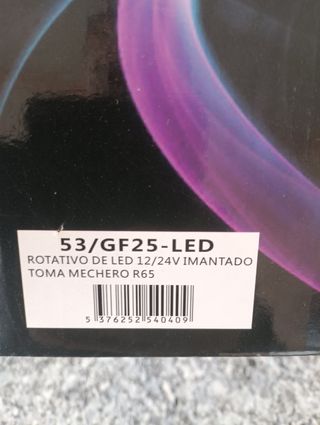 53/GF25-LED
ROTATIVO DE LED 12/24V IMANTADO
TOMA MECHERO R65
5 376252 540409